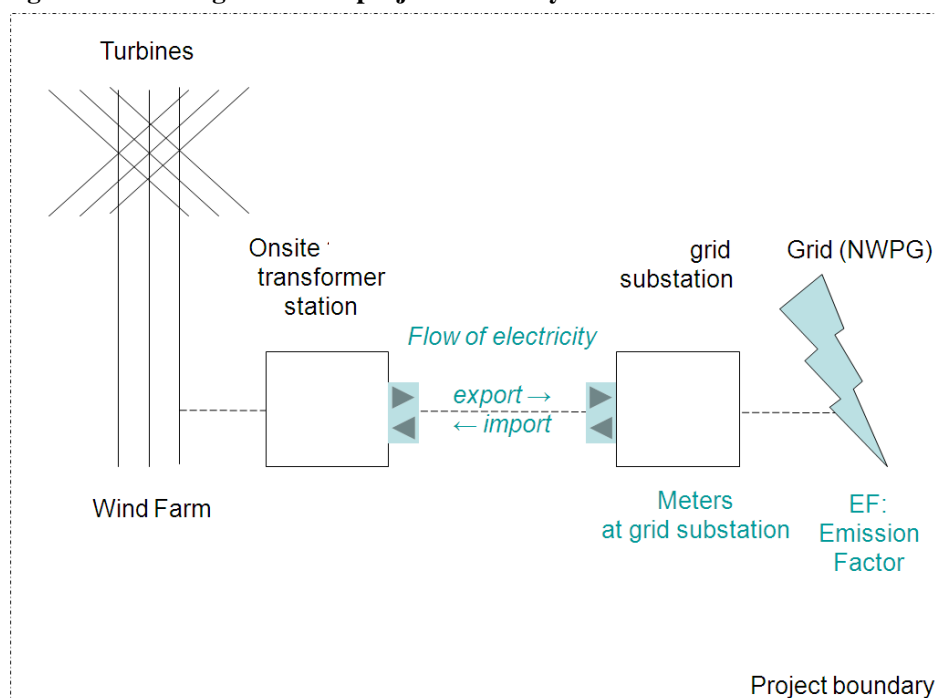 Turbines
Onsite
transformer
station
grid
substation
Grid (NWPG)
Flow of electricity
export →
← import
Wind Farm
Meters
at grid substation
EF:
Emission
Factor
Project boundary